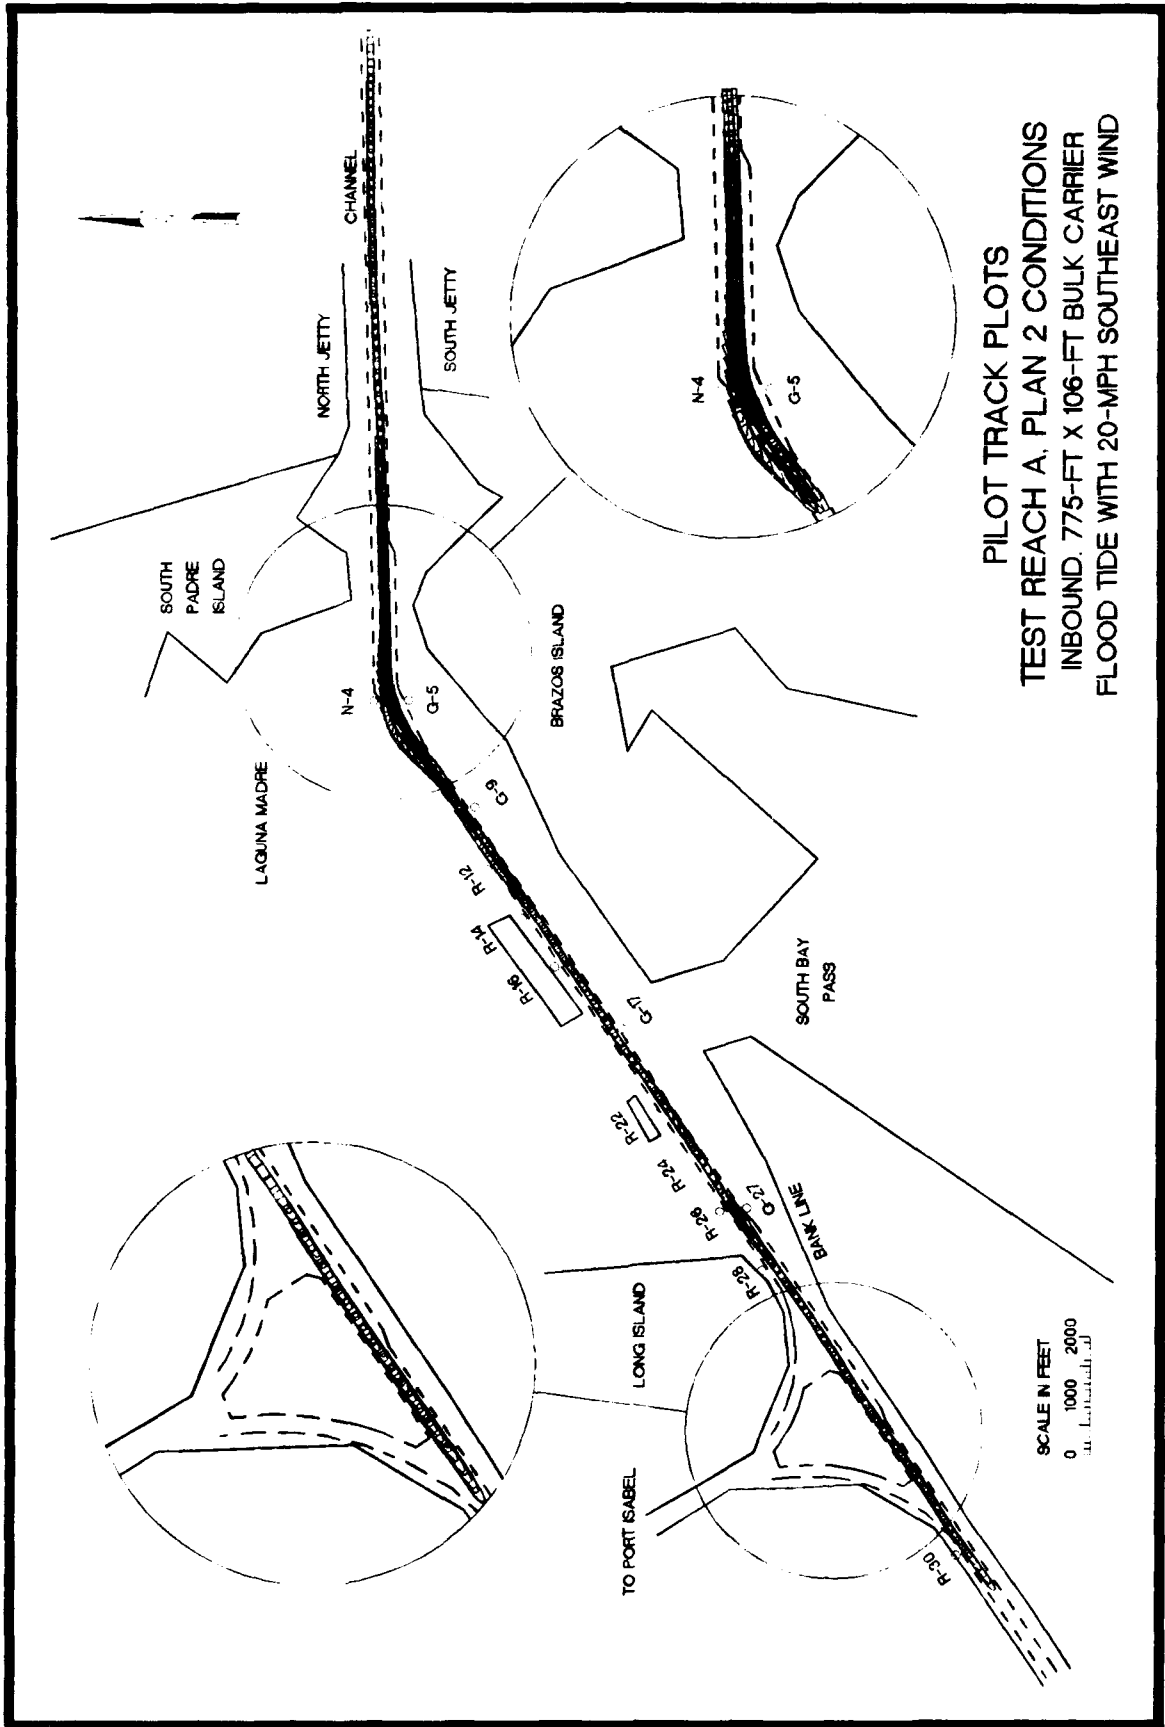 CHANNEL
NORTH JETTY
SOUTH JETTY
SOUTH
PADRE
ISLAND
N-4
G-5
LAGUNA MADRE
BRAZOS ISLAND
G-9
R-12
R-14
R-16
G-17
SOUTH BAY
PASS
R-22
R-24
R-26
G-27
BANK LINE
R-28
LONG ISLAND
TO PORT ISABEL
R-30
N-4
G-5
SCALE IN FEET
0 1000 2000
PILOT TRACK PLOTS
TEST REACH A, PLAN 2 CONDITIONS
INBOUND. 775-FT X 106-FT BULK CARRIER
FLOOD TIDE WITH 20-MPH SOUTHEAST WIND